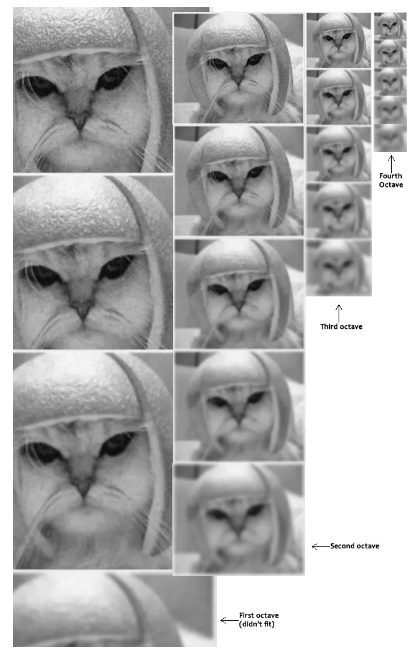 Fourth
Octave
Third octave
Second octave
First octave
(didn't fit)